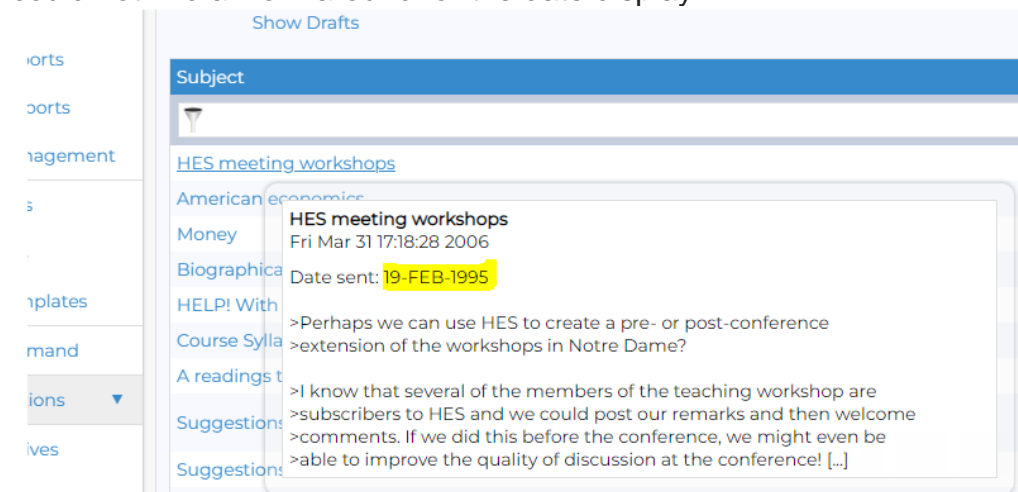 Show Drafts
orts
Subject
ports
nagement
HES meeting workshops
s
American economics
HES meeting workshops
Money
Fri Mar 31 17:18:28 2006
Biographica
Date sent: 19-FEB-1995
mplates
HELP! With
>Perhaps we can use HES to create a pre- or post-conference
mand
Course Sylla
>extension of the workshops in Notre Dame?
A readings t
>I know that several of the members of the teaching workshop are
ions ▼
>subscribers to HES and we could post our remarks and then welcome
Suggestions
>comments. If we did this before the conference, we might even be
ives
>able to improve the quality of discussion at the conference! [...]
Suggestions